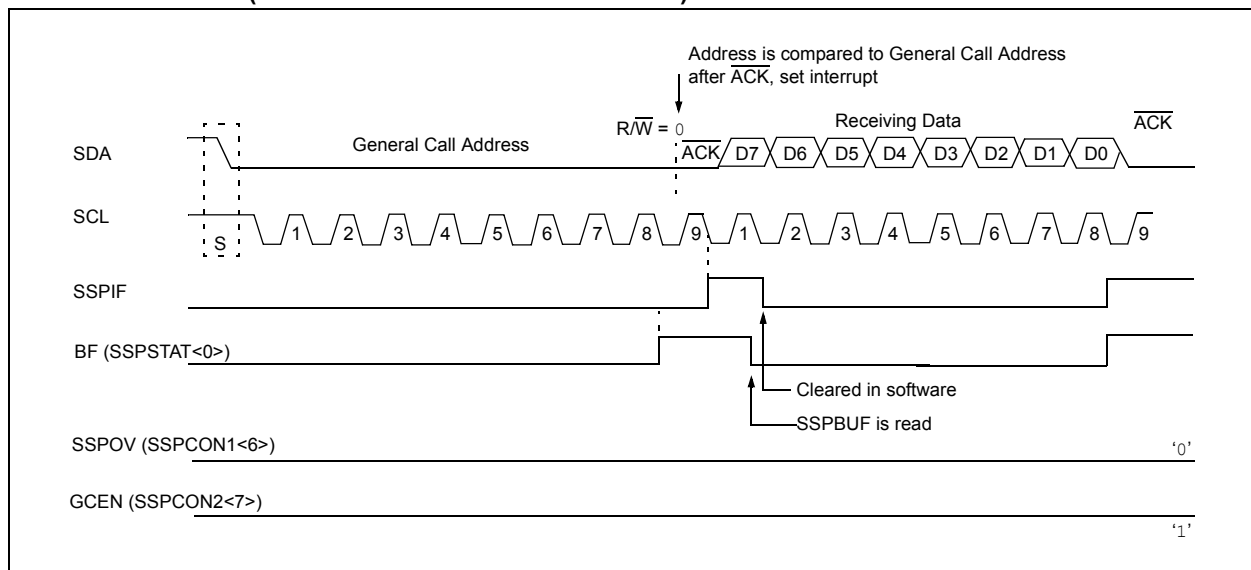 Address is compared to General Call Address
after ACK, set interrupt
R/W = 0
Receiving Data
ACK
SDA
General Call Address
ACK D7 D6 D5 D4 D3 D2 D1 D0
SCL
S 1 2 3 4 5 6 7 8 9 1 2 3 4 5 6 7 8 9
SSPIF
BF (SSPSTAT<0>)
Cleared in software
SSPBUF is read
SSPOV (SSPCON1<6>)
‘0’
GCEN (SSPCON2<7>)
‘1’